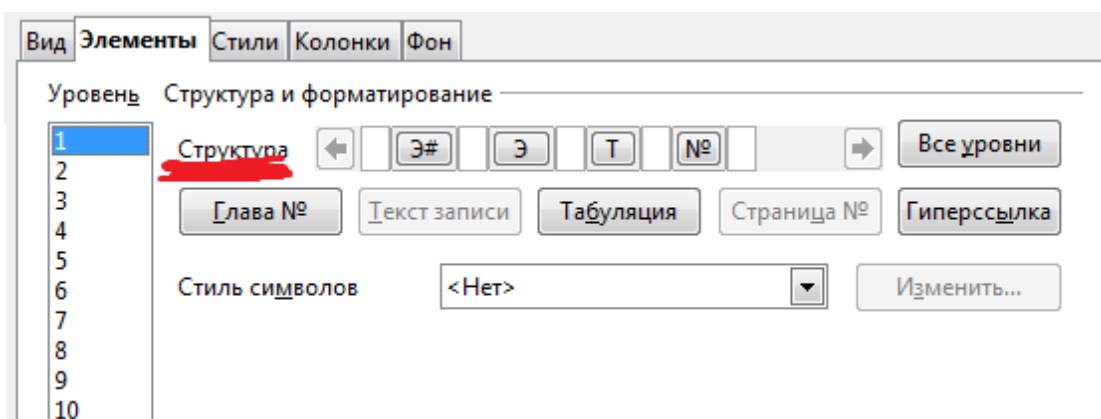 Вид Элементы Стили Колонки Фон
Уровень Структура и форматирование
1
Структура Э# Э Т № Все уровни
2
3
Глава № Текст записи Табуляция Страница № Гиперссылка
4
5
6
Стиль символов <Нет> Изменить...
7
8
9
10